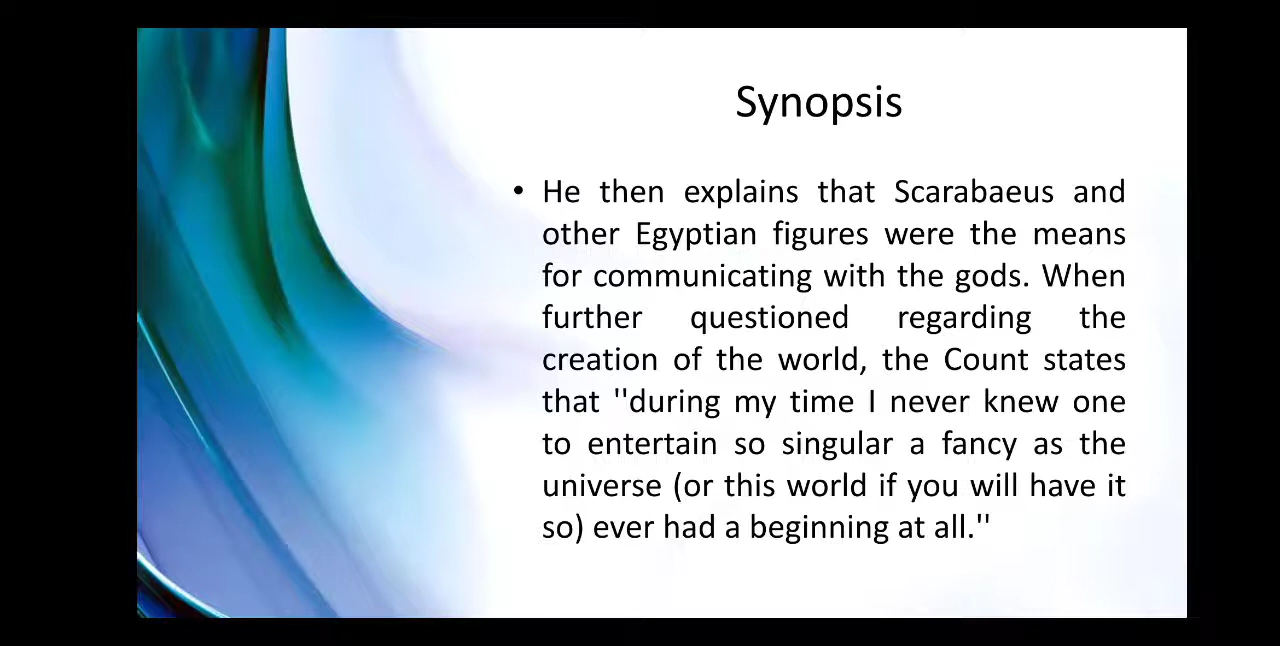 Synopsis
• He then explains that Scarabaeus and
other Egyptian figures were the means
for communicating with the gods. When
further questioned regarding the
creation of the world, the Count states
that ''during my time I never knew one
to entertain so singular a fancy as the
universe (or this world if you will have it
so) ever had a beginning at all.''